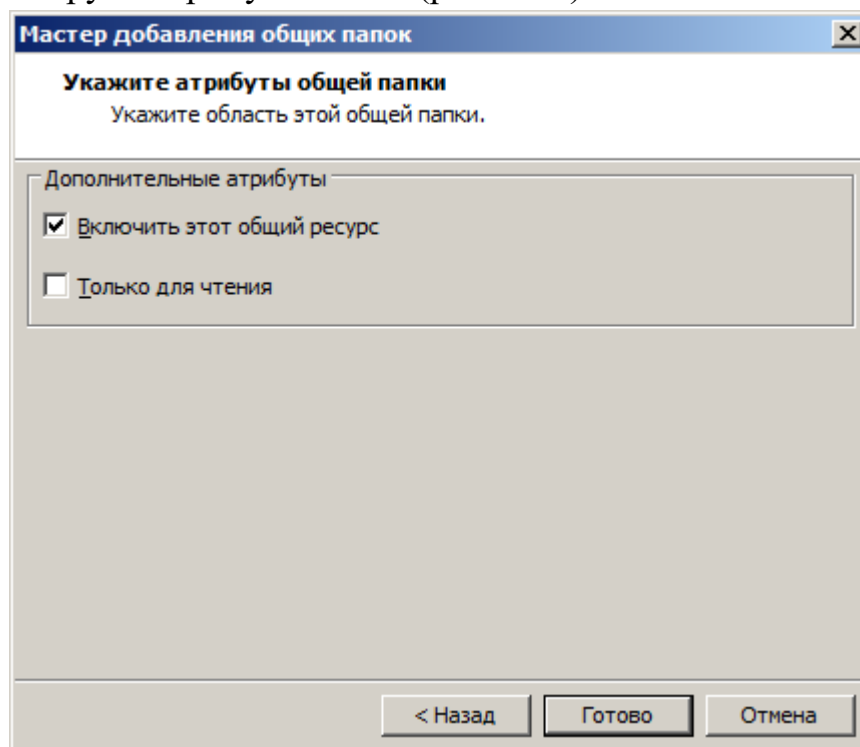 Мастер добавления общих папок
Укажите атрибуты общей папки
Укажите область этой общей папки.
Дополнительные атрибуты
Включить этот общий ресурс
Только для чтения
< Назад
Готово
Отмена